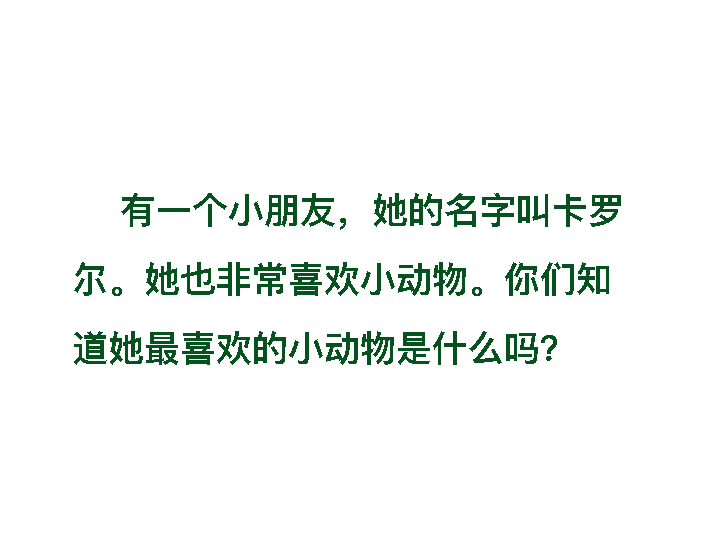 有一个小朋友，她的名字叫卡罗
尔。她也非常喜欢小动物。你们知
道她最喜欢的小动物是什么吗？